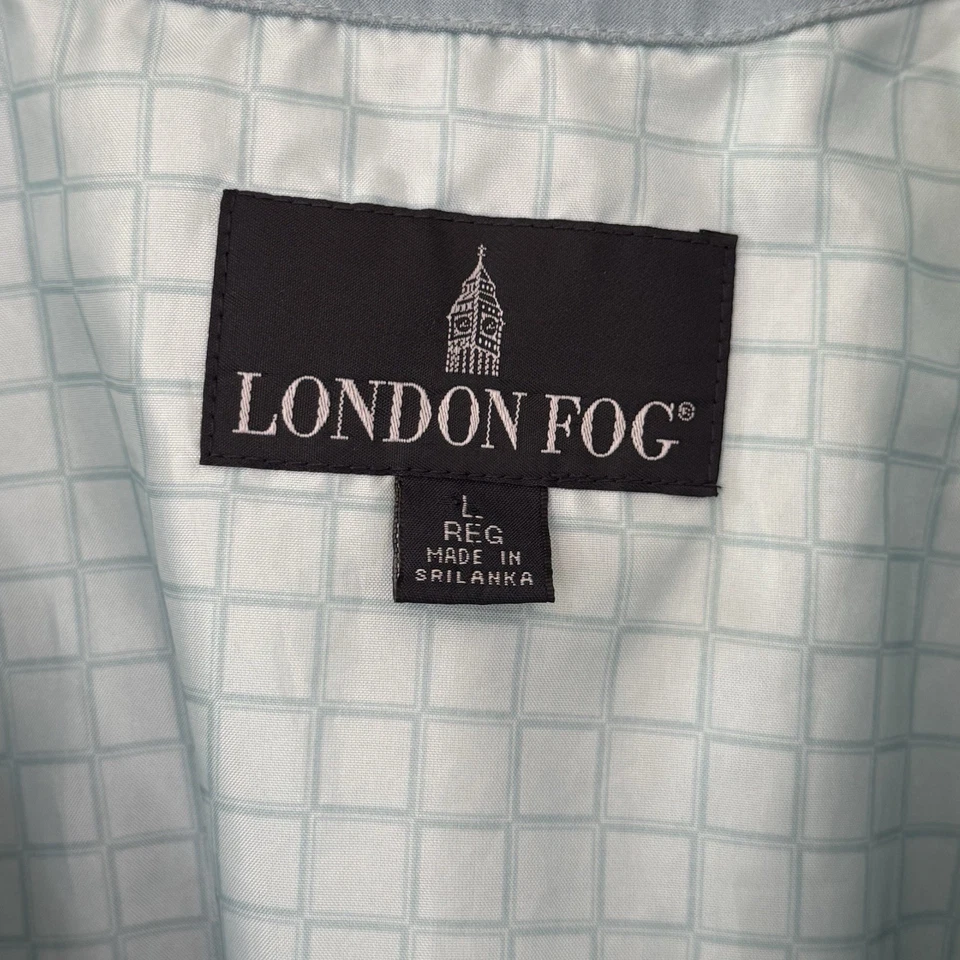 LONDON FOG®
L
REG
MADE IN
SRILANKA